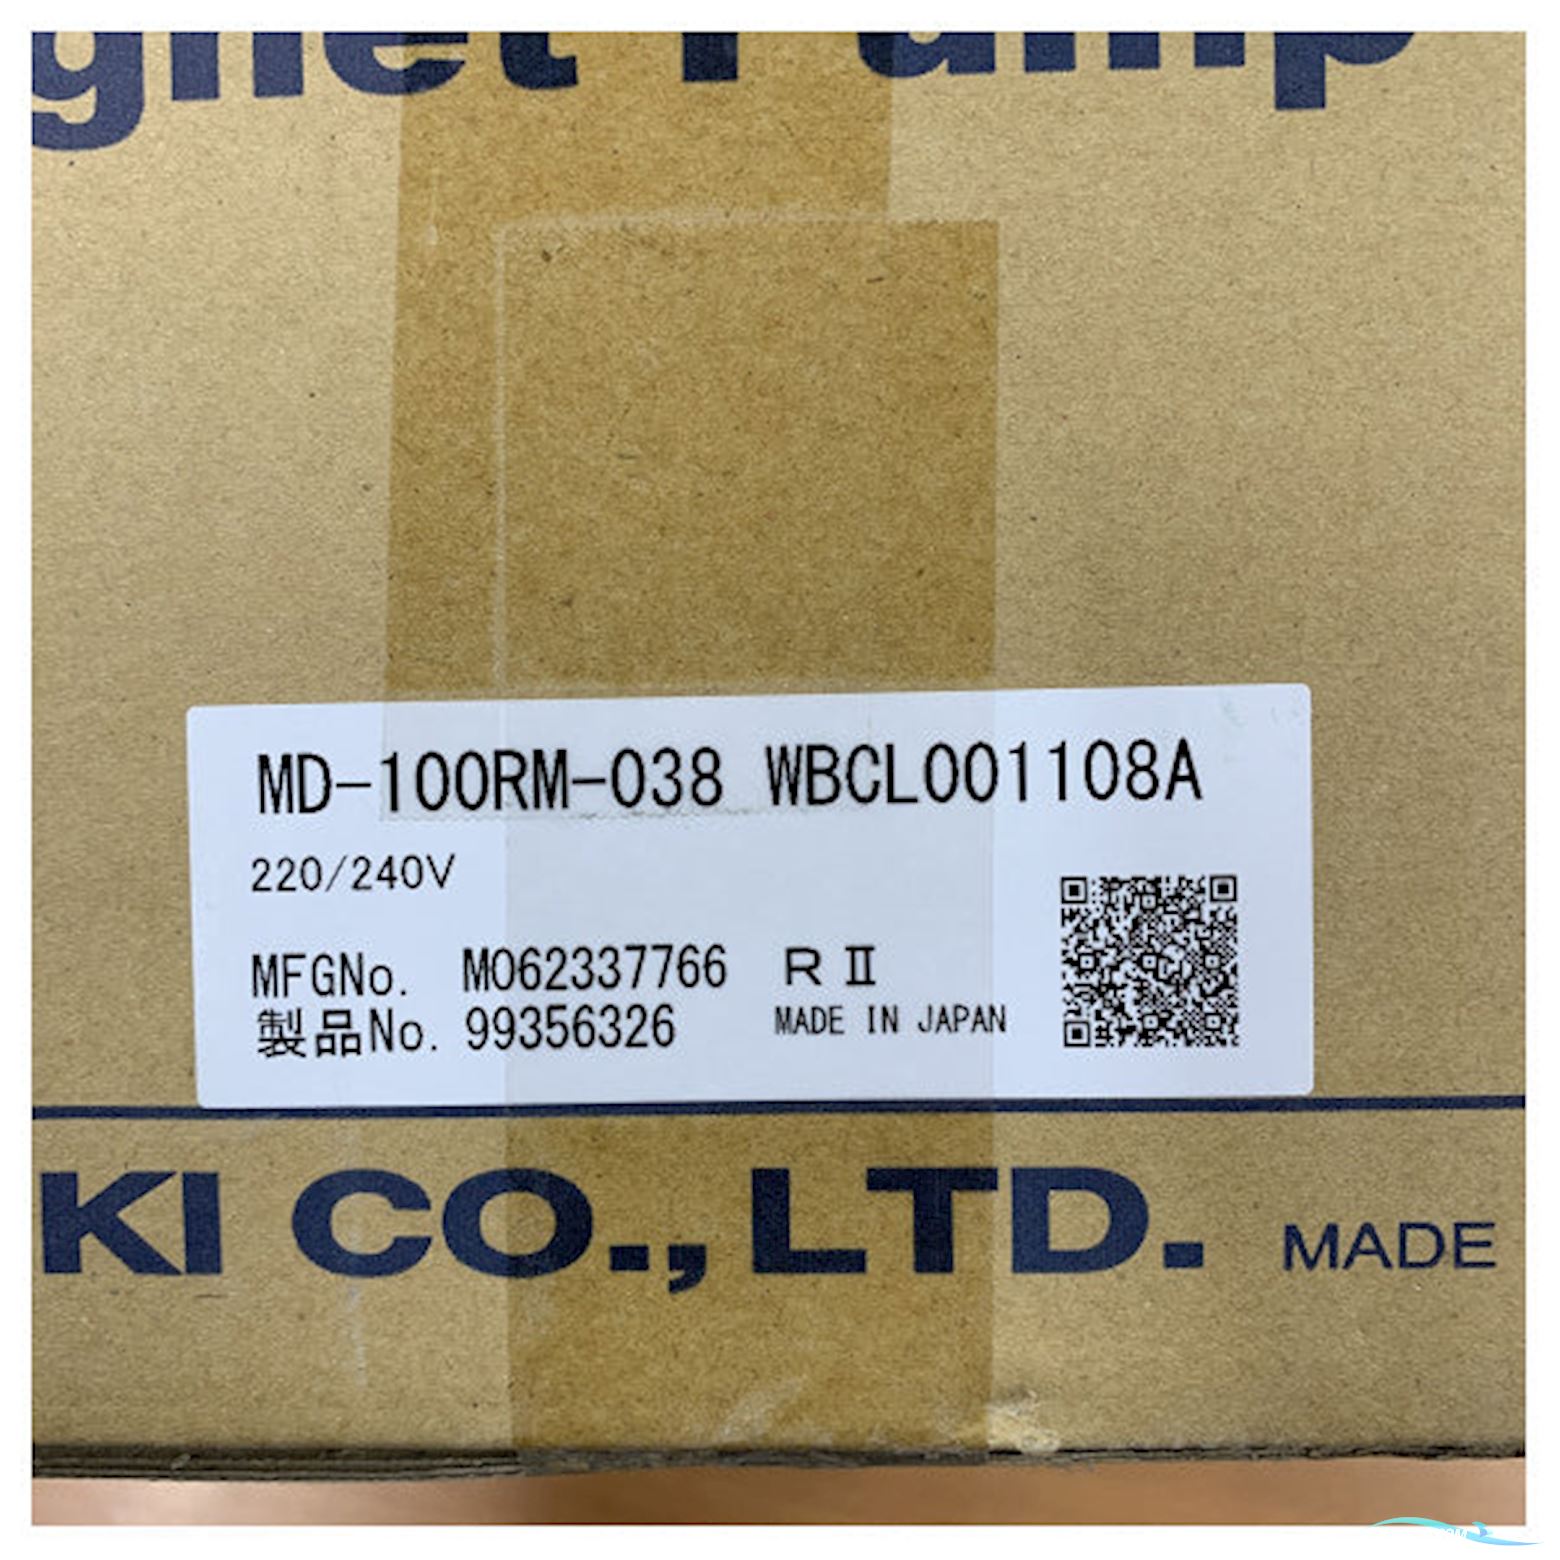 gnet Pump
MD-100RM-038 WBCL001108A
220/240V
MFGNo. M062337766 R II
製品No. 99356326 MADE IN JAPAN
KI CO.,LTD. MADE